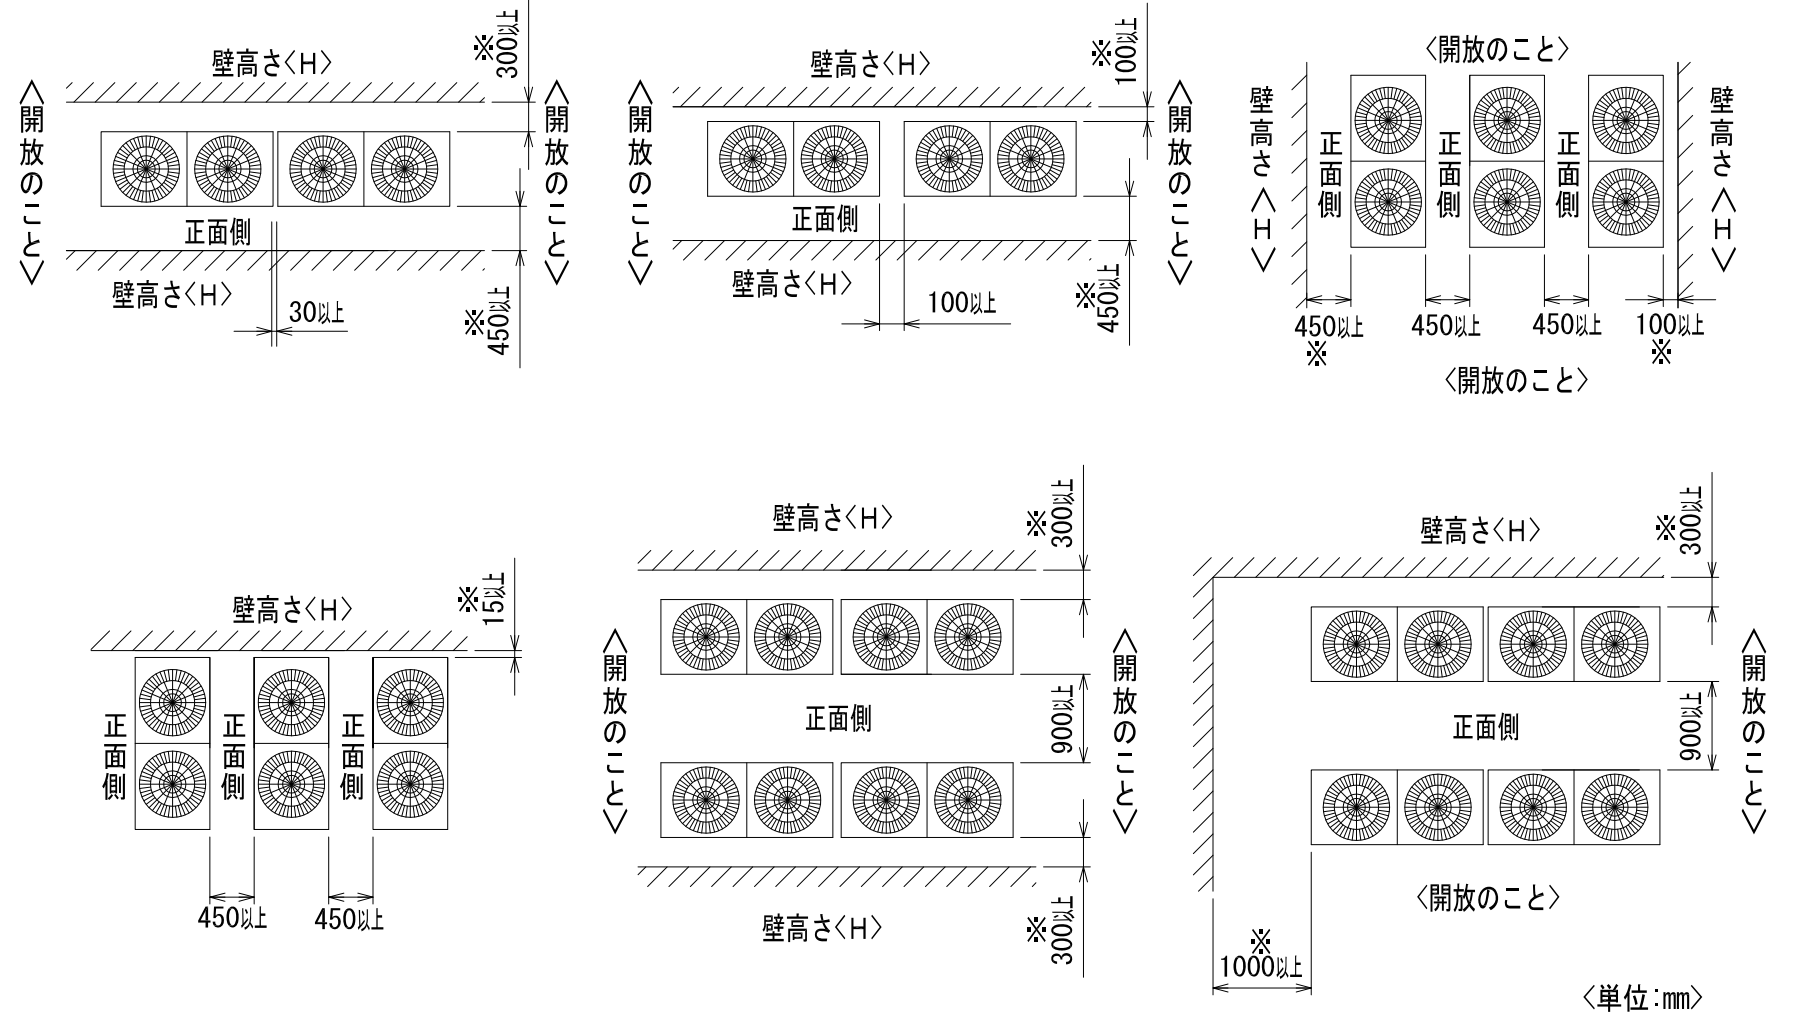 壁高さ〈H〉
※
300以上
〈開放のこと〉
〈開放のこと〉
正面側
壁高さ〈H〉
30以上
※
450以上
壁高さ〈H〉
※
100以上
〈開放のこと〉
〈開放のこと〉
正面側
壁高さ〈H〉
100以上
※
450以上
〈開放のこと〉
壁高さ〈H〉
正面側
正面側
正面側
壁高さ〈H〉
450以上
※
450以上
450以上
100以上
※
〈開放のこと〉
壁高さ〈H〉
※
15以上
正面側
正面側
正面側
450以上
450以上
壁高さ〈H〉
※
300以上
〈開放のこと〉
正面側
900以上
〈開放のこと〉
壁高さ〈H〉
※
300以上
壁高さ〈H〉
※
300以上
正面側
900以上
〈開放のこと〉
〈開放のこと〉
※
1000以上
〈単位:mm〉